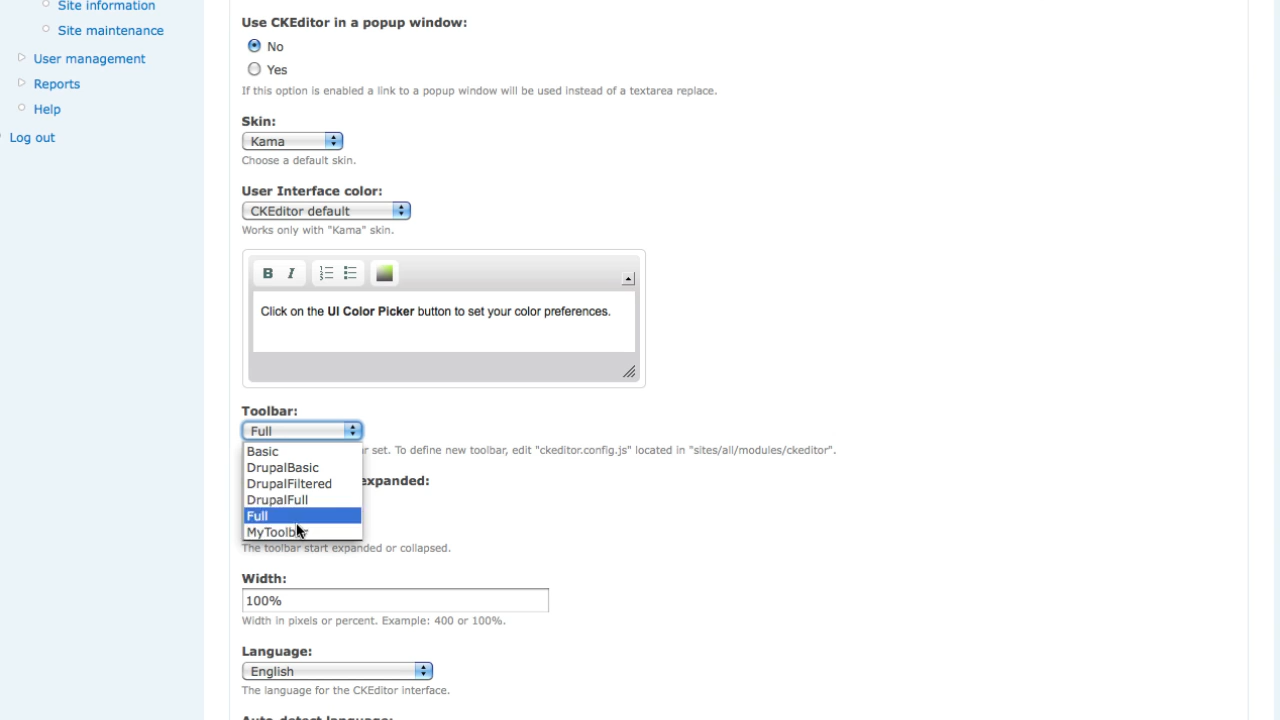 Site information
Site maintenance
User management
Reports
Help
Log out
Use CKEditor in a popup window:
No
Yes
If this option is enabled a link to a popup window will be used instead of a textarea replace.
Skin:
Kama
Choose a default skin.
User Interface color:
CKEditor default
Works only with "Kama" skin.
B I
Click on the UI Color Picker button to set your color preferences.
Toolbar:
Full
set. To define new toolbar, edit "ckeditor.config.js" located in "sites/all/modules/ckeditor".
Basic
DrupalBasic
DrupalFiltered
expanded:
DrupalFull
Full
The toolbar start expanded or collapsed.
Width:
100%
Width in pixels or percent. Example: 400 or 100%.
Language:
English
The language for the CKEditor interface.